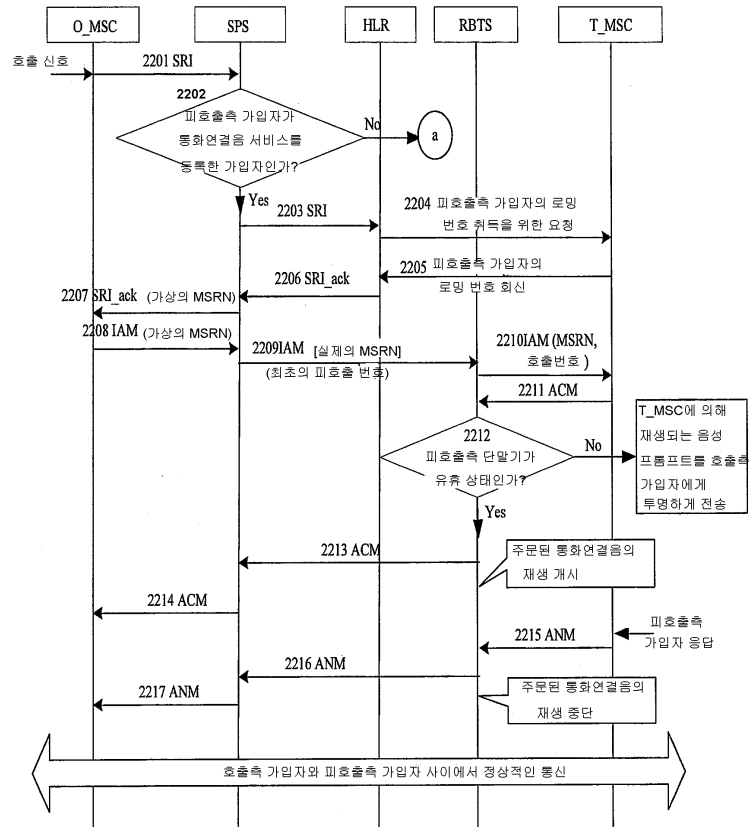 O_MSC
SPS
HLR
RBTS
T_MSC
호출 신호
2201 SRI
2202
피호출측 가입자가
통화연결음 서비스를
등록한 가입자인가?
No
a
Yes
2203 SRI
2204 피호출측 가입자의 로밍
번호 취득을 위한 요청
2205 피호출측 가입자의
로밍 번호 회신
2206 SRI_ack
2207 SRI_ack (가상의 MSRN)
2208 IAM (가상의 MSRN)
2209IAM [실제의 MSRN]
(최초의 피호출 번호)
2210IAM (MSRN,
호출번호 )
2211 ACM
2212
피호출측 단말기가
유휴 상태인가?
No
T_MSC에 의해
재생되는 음성
프롬프트를 호출측
가입자에게
투명하게 전송
Yes
2213 ACM
주문된 통화연결음의
재생 개시
2214 ACM
피호출측
가입자 응답
2215 ANM
2216 ANM
주문된 통화연결음의
재생 중단
2217 ANM
호출측 가입자와 피호출측 가입자 사이에서 정상적인 통신